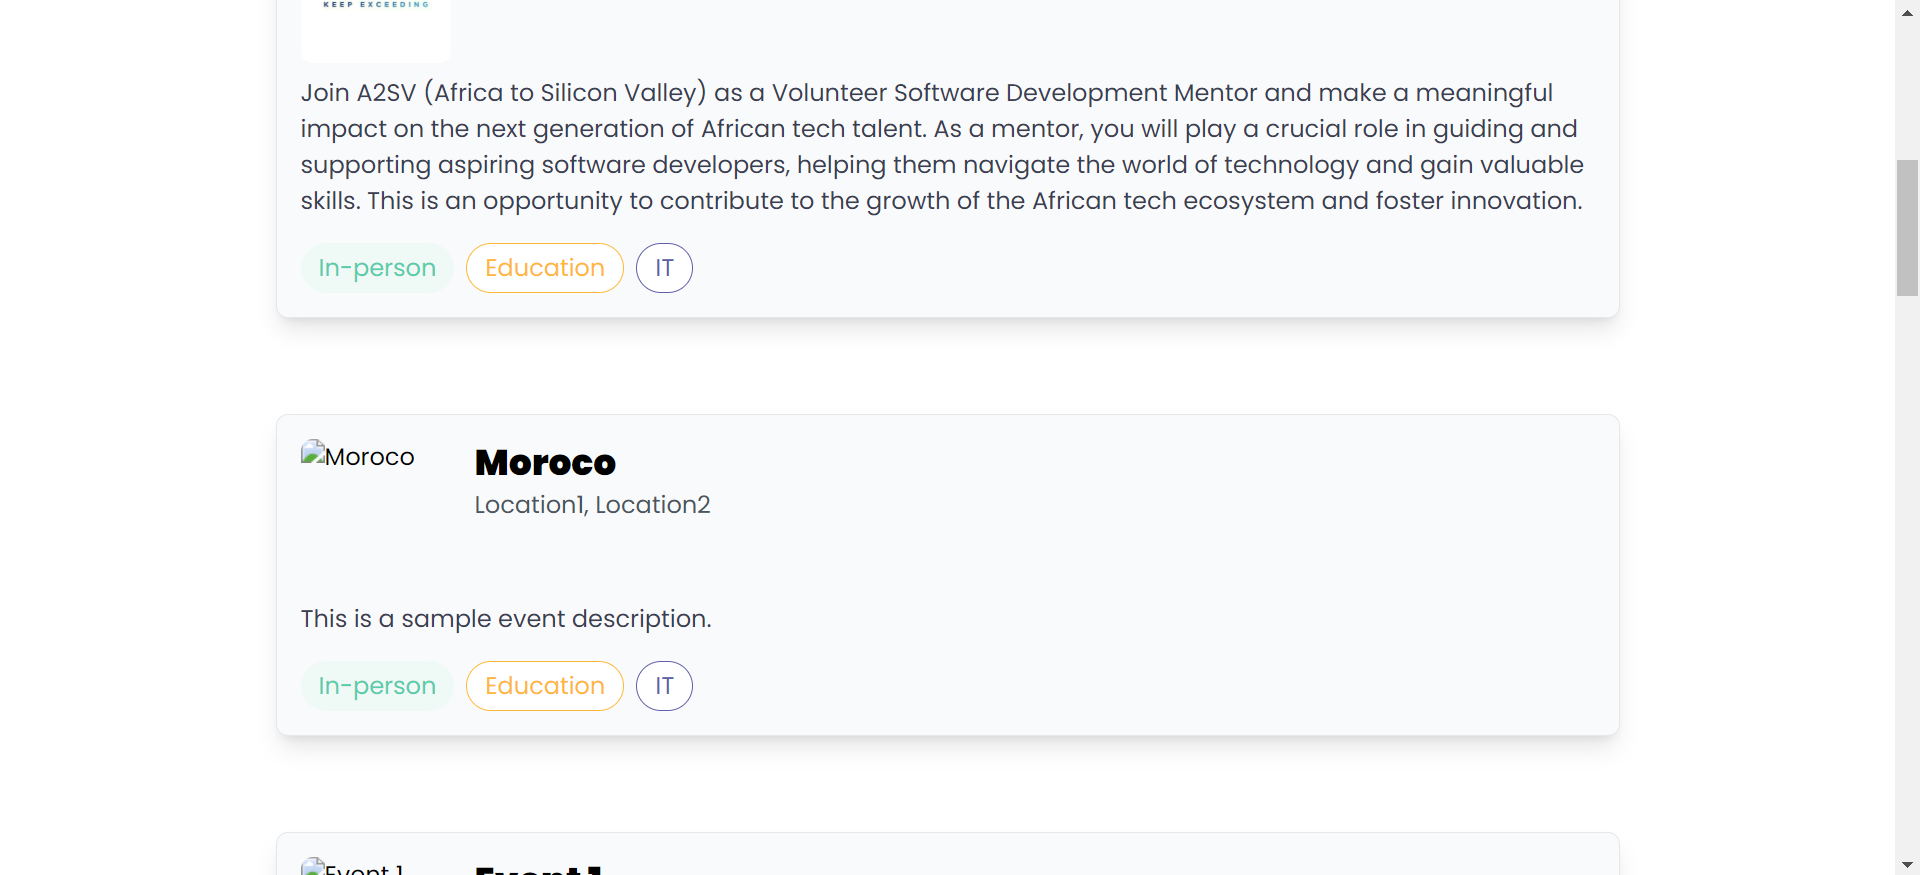 KEEP EXCEEDING
Join A2SV (Africa to Silicon Valley) as a Volunteer Software Development Mentor and make a meaningful
impact on the next generation of African tech talent. As a mentor, you will play a crucial role in guiding and
supporting aspiring software developers, helping them navigate the world of technology and gain valuable
skills. This is an opportunity to contribute to the growth of the African tech ecosystem and foster innovation.
In-person Education IT
Moroco Moroco
Location1, Location2
This is a sample event description.
In-person Education IT
Event 1 Event 1